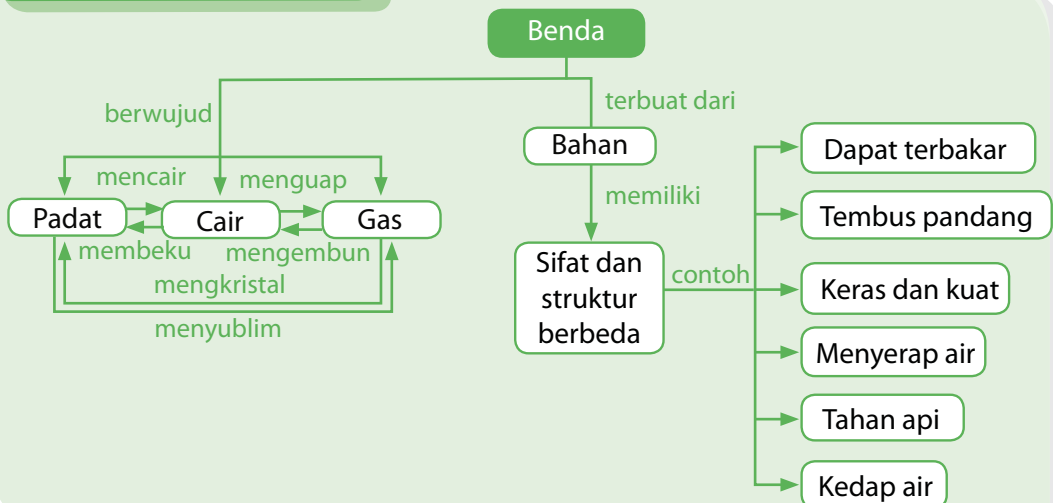 Benda
berwujud
terbuat dari
mencair
menguap
Padat
Cair
Gas
membeku
mengembun
mengkristal
menyublim
Bahan
memiliki
Sifat dan
struktur
berbeda
contoh
Dapat terbakar
Tembus pandang
Keras dan kuat
Menyerap air
Tahan api
Kedap air